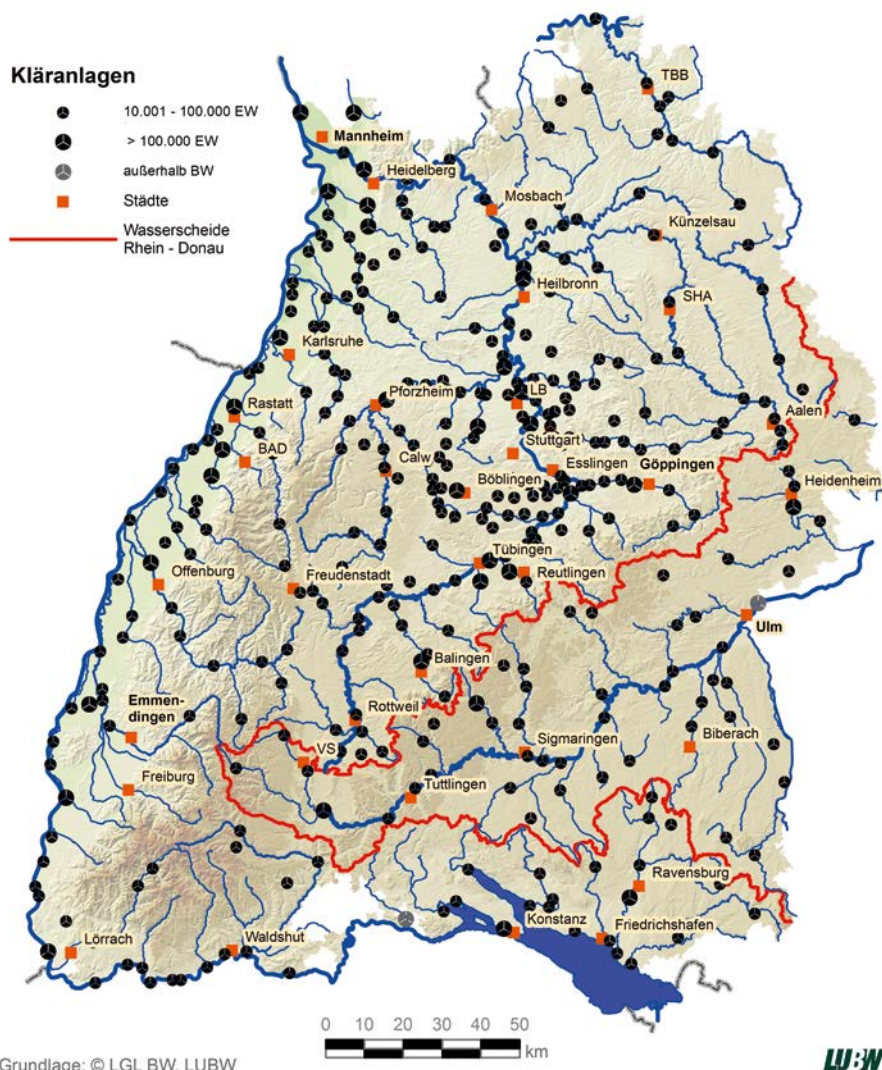 Kläranlagen
10.001 - 100.000 EW
> 100.000 EW
außerhalb BW
Städte
Wasserscheide
Rhein - Donau
TBB
Mannheim
Heidelberg
Mosbach
Künzelsau
Heilbronn
SHA
Karlsruhe
Pforzheim
LB
Rastatt
Aalen
Stuttgart
BAD
Calw
Esslingen
Göppingen
Böblingen
Heidenheim
Tübingen
Offenburg
Freudenstadt
Reutlingen
Ulm
Balingen
Emmen-
dingen
Rottweil
Biberach
VS
Sigmaringen
Freiburg
Tuttlingen
Ravensburg
Konstanz
Friedrichshafen
Lörrach
Waldshut
0 10 20 30 40 50
km
Grundlage: © LGL BW, LUBW
LUBW